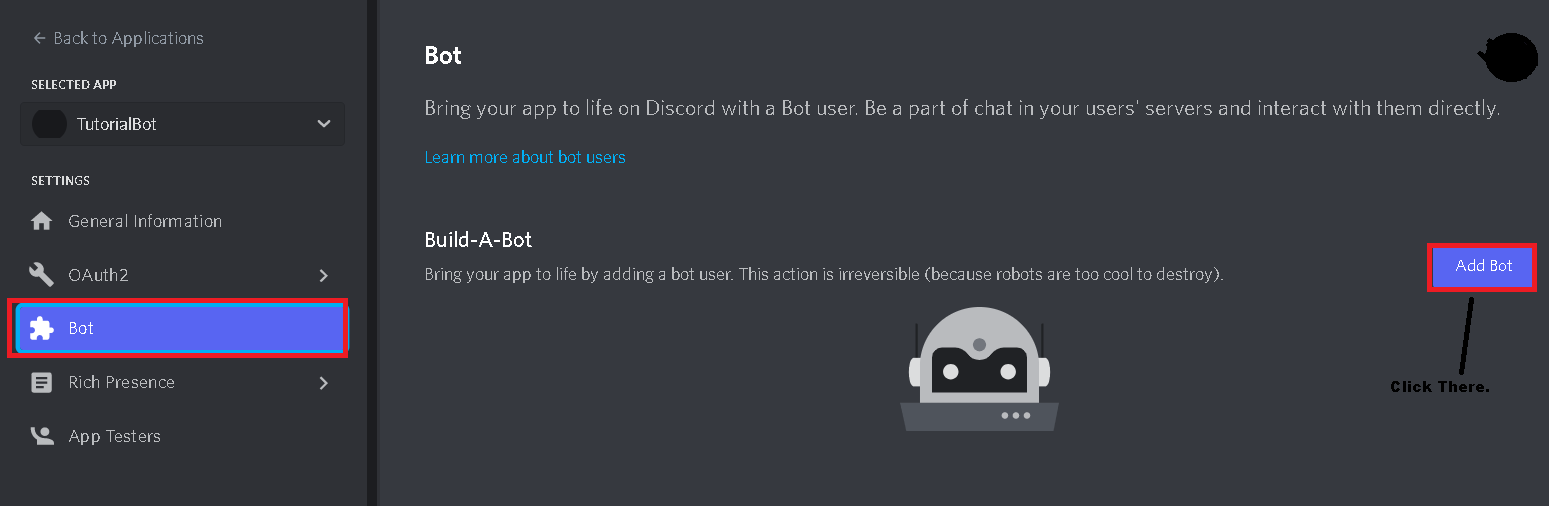 Back to Applications
SELECTED APP
TutorialBot
SETTINGS
General Information
OAuth2
Bot
Rich Presence
App Testers
Bot
Bring your app to life on Discord with a Bot user. Be a part of chat in your users' servers and interact with them directly.
Learn more about bot users
Build-A-Bot
Bring your app to life by adding a bot user. This action is irreversible (because robots are too cool to destroy).
Add Bot
Click There.